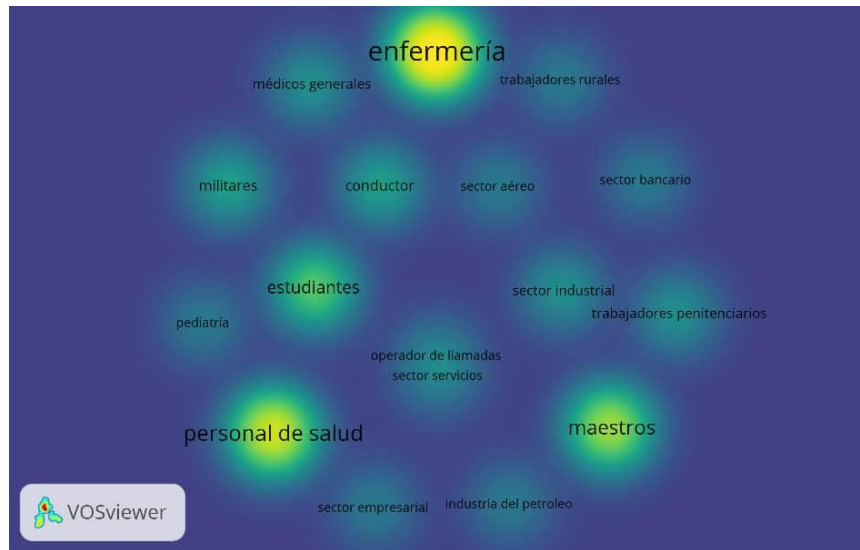 enfermería
médicos generales
trabajadores rurales
militares
conductor
sector aéreo
sector bancario
estudiantes
sector industrial
trabajadores penitenciarios
pediatría
operador de llamadas
sector servicios
personal de salud
maestros
sector empresarial
industria del petroleo
VOSviewer